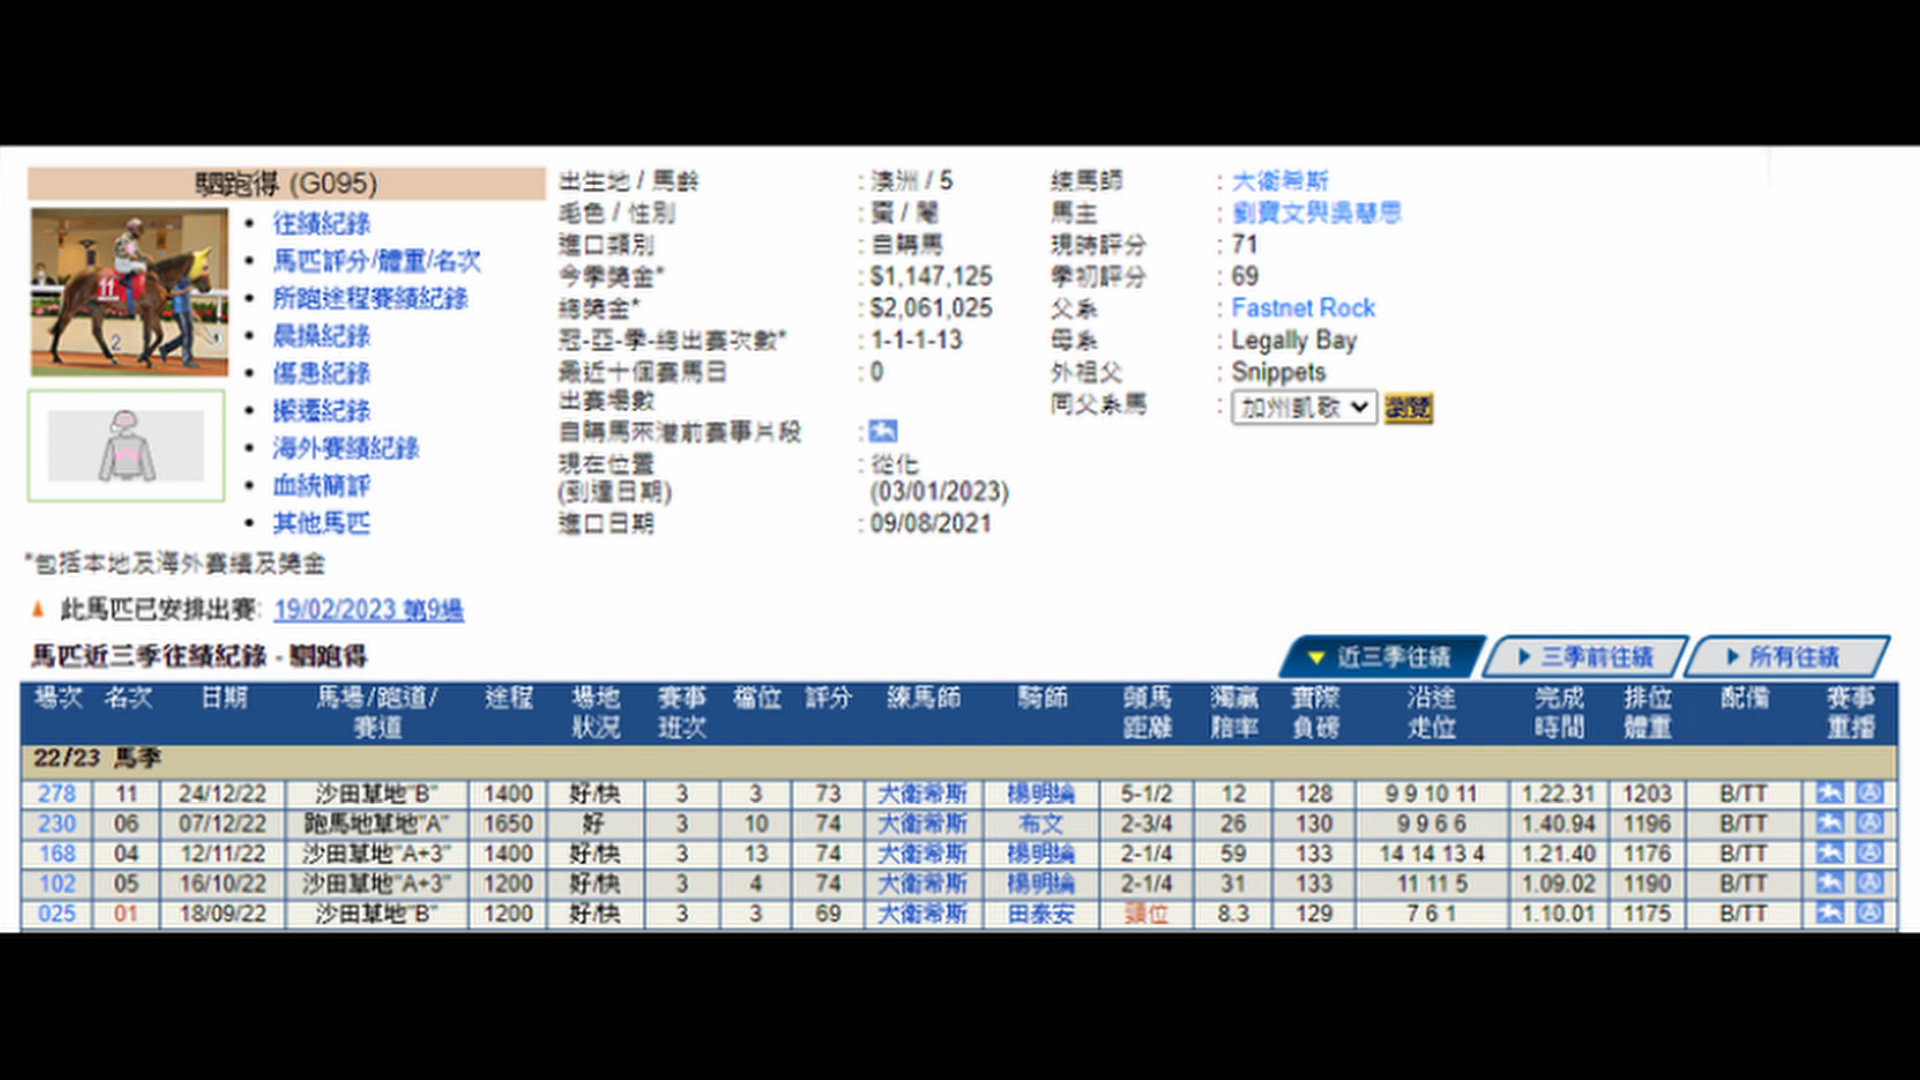 駟跑得 (G095)
往績紀錄
馬匹評分/體重/名次
所跑途程賽績紀錄
晨操紀錄
傷患紀錄
搬遷紀錄
海外賽績紀錄
血統簡評
其他馬匹
11
2
出生地 / 馬齡 : 澳洲 / 5
毛色 / 性別 : 棗 / 閹
進口類別 : 自購馬
今季獎金* : $1,147,125
總獎金* : $2,061,025
冠-亞-季-總出賽次數* : 1-1-1-13
最近十個賽馬日 : 0
出賽場數
自購馬來港前賽事片段 :
現在位置 : 從化
(到達日期) (03/01/2023)
進口日期 : 09/08/2021
練馬師 : 大衛希斯
馬主 : 劉寶文與吳慧思
現時評分 : 71
季初評分 : 69
父系 : Fastnet Rock
母系 : Legally Bay
外祖父 : Snippets
同父系馬 : 加州凱歌 瀏覽
*包括本地及海外賽績及獎金
此馬匹已安排出賽: 19/02/2023 第9場
馬匹近三季往績紀錄 - 駟跑得
近三季往績 三季前往績 所有往績
場次 名次 日期 馬場/跑道/ 途程 場地 賽事 檔位 評分 練馬師 騎師 頭馬 獨贏 實際 沿途 完成 排位 配備 賽事
賽道 狀況 班次 距離 賠率 負磅 走位 時間 體重 重播
22/23 馬季
278 11 24/12/22 沙田草地"B" 1400 好/快 3 3 73 大衛希斯 楊明綸 5-1/2 12 128 9 9 10 11 1.22.31 1203 B/TT
230 06 07/12/22 跑馬地草地"A" 1650 好 3 10 74 大衛希斯 布文 2-3/4 26 130 9 9 6 6 1.40.94 1196 B/TT
168 04 12/11/22 沙田草地"A+3" 1400 好/快 3 13 74 大衛希斯 楊明綸 2-1/4 59 133 14 14 13 4 1.21.40 1176 B/TT
102 05 16/10/22 沙田草地"A+3" 1200 好/快 3 4 74 大衛希斯 楊明綸 2-1/4 31 133 11 11 5 1.09.02 1190 B/TT
025 01 18/09/22 沙田草地"B" 1200 好/快 3 3 69 大衛希斯 田泰安 頸位 8.3 129 7 6 1 1.10.01 1175 B/TT